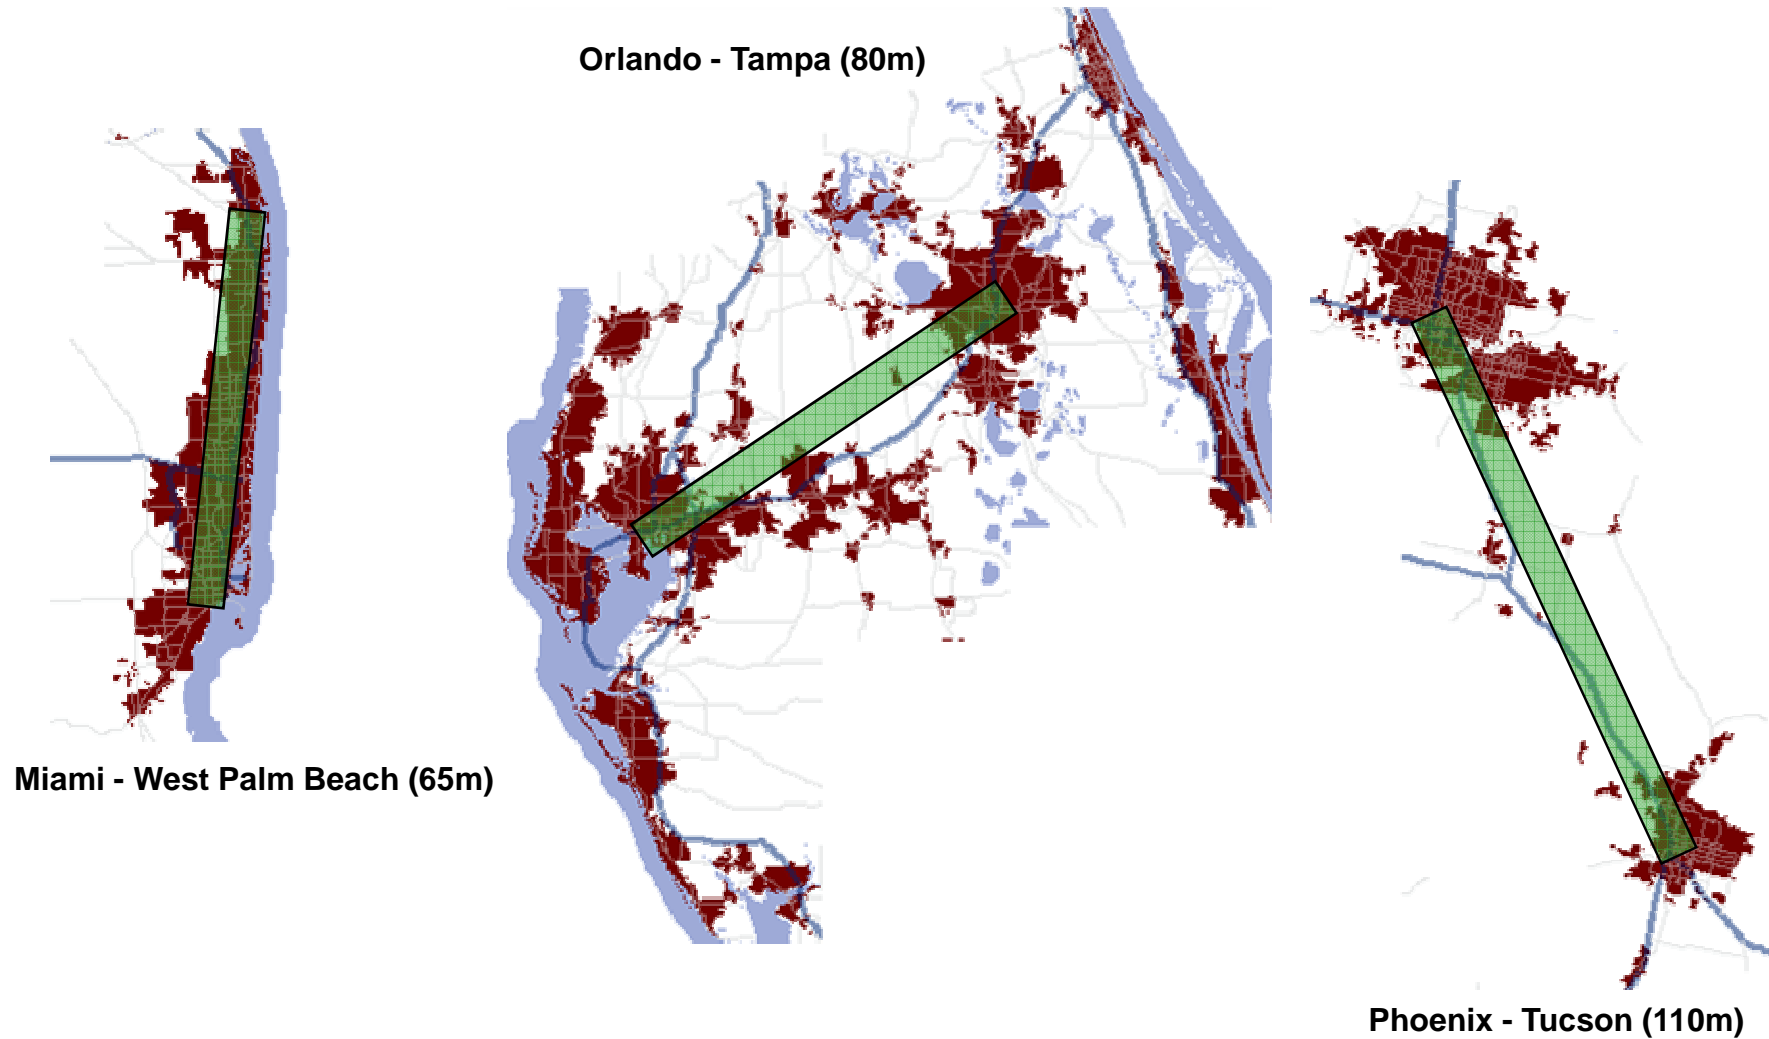 Orlando - Tampa (80m)
Miami - West Palm Beach (65m)
Phoenix - Tucson (110m)